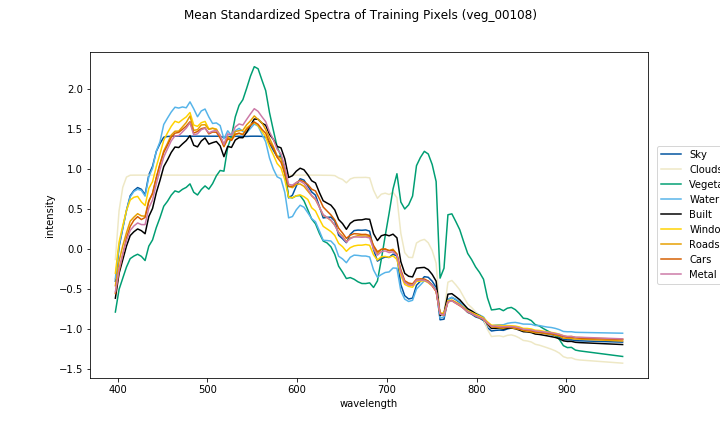 Mean Standardized Spectra of Training Pixels (veg_00108)
intensity
2.0
1.5
1.0
0.5
0.0
−0.5
−1.0
−1.5
400 500 600 700 800 900
wavelength
Sky
Clouds
Vegeta
Water
Built
Windo
Roads
Cars
Metal